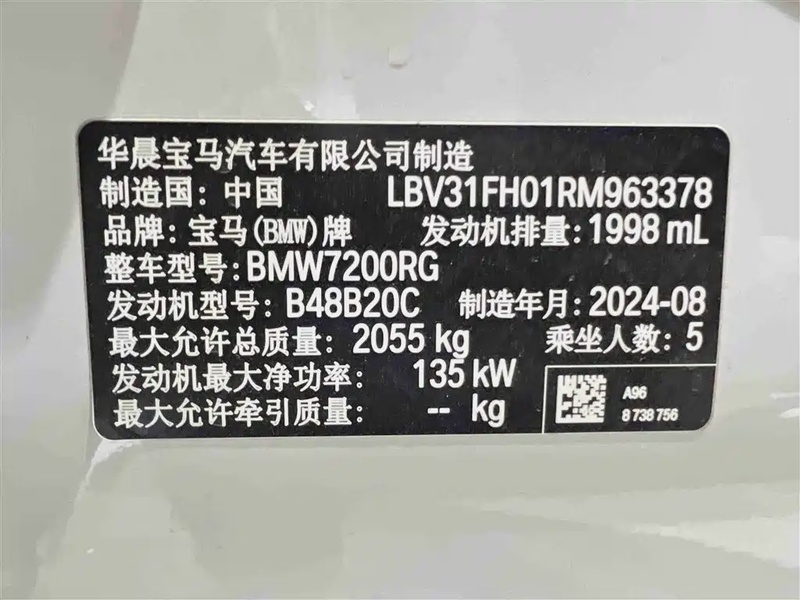 华晨宝马汽车有限公司制造
制造国: 中国 LBV31FH01RM963378
品牌: 宝马(BMW)牌 发动机排量: 1998 mL
整车型号: BMW7200RG
发动机型号: B48B20C 制造年月: 2024-08
最大允许总质量: 2055 kg 乘坐人数: 5
发动机最大净功率: 135 kW
最大允许牵引质量: -- kg
A96
8 738 756